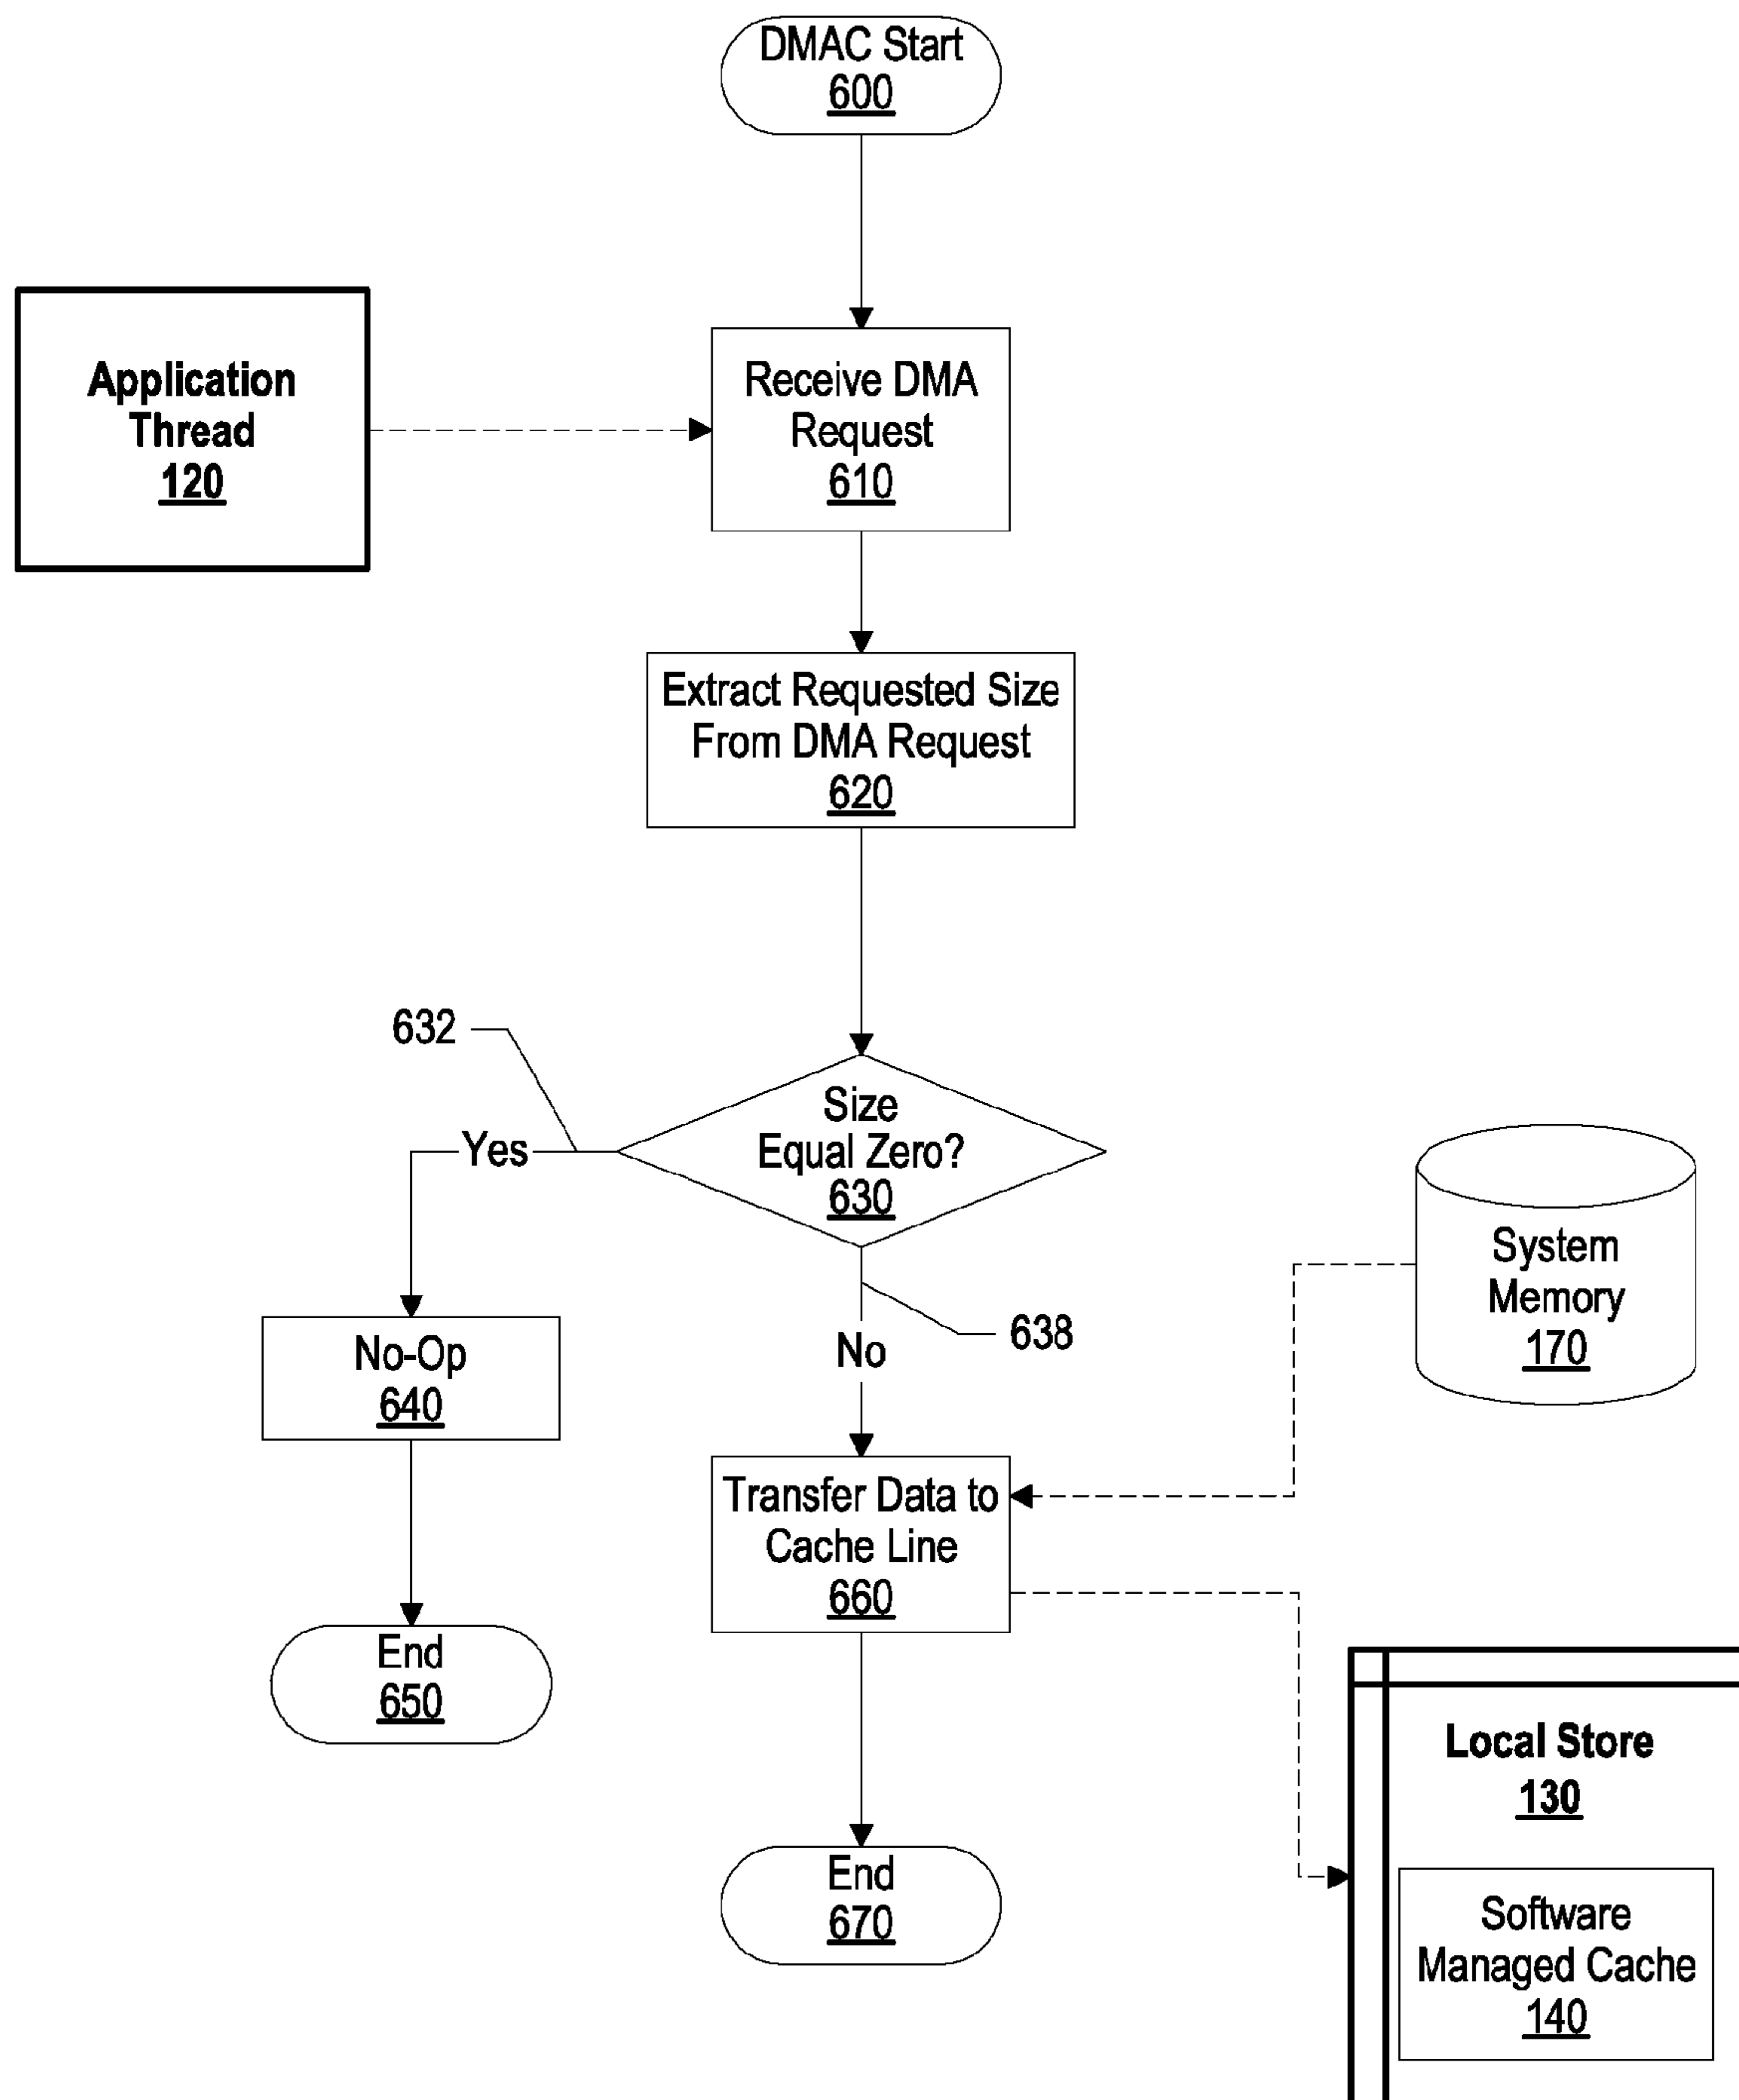 DMAC Start
600
Application
Thread
120
Receive DMA
Request
610
Extract Requested Size
From DMA Request
620
632
Yes
Size
Equal Zero?
630
638
No
System
Memory
170
No-Op
640
Transfer Data to
Cache Line
660
End
650
End
670
Local Store
130
Software
Managed Cache
140